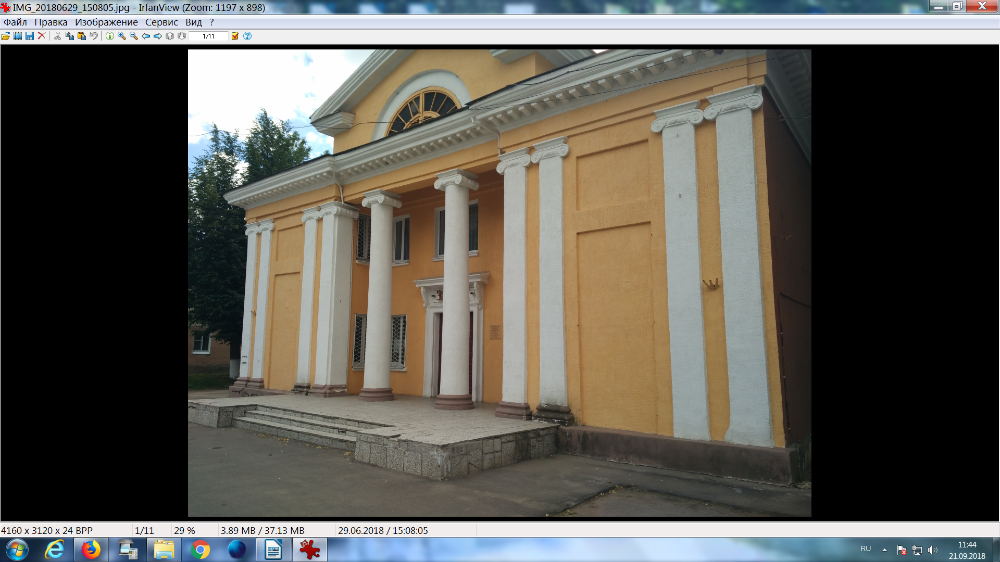 IMG_20180629_150805.jpg - IrfanView (Zoom: 1197 x 898)
Файл Правка Изображение Сервис Вид ?
1/11
4160 x 3120 x 24 BPP 1/11 29 % 3.89 MB / 37.13 MB 29.06.2018 / 15:08:05
RU 11:44
21.09.2018